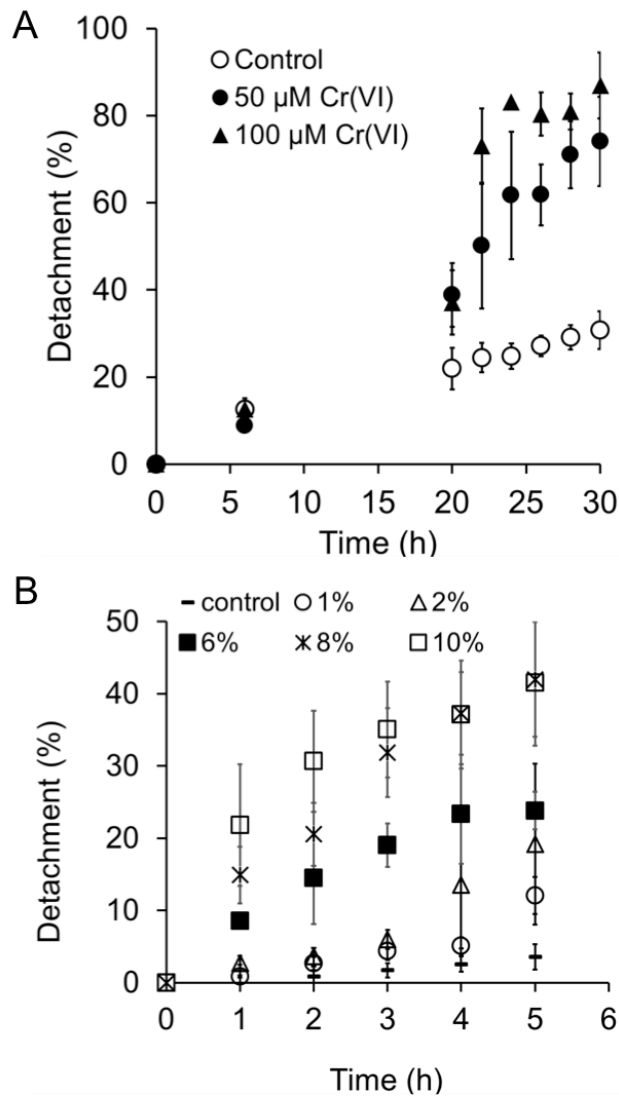 A
100
80
60
40
20
0
Detachment (%)
Control
50 µM Cr(VI)
100 µM Cr(VI)
0 5 10 15 20 25 30
Time (h)
B
50
40
30
20
10
0
Detachment (%)
control 1% 2%
6% 8% 10%
0 1 2 3 4 5 6
Time (h)